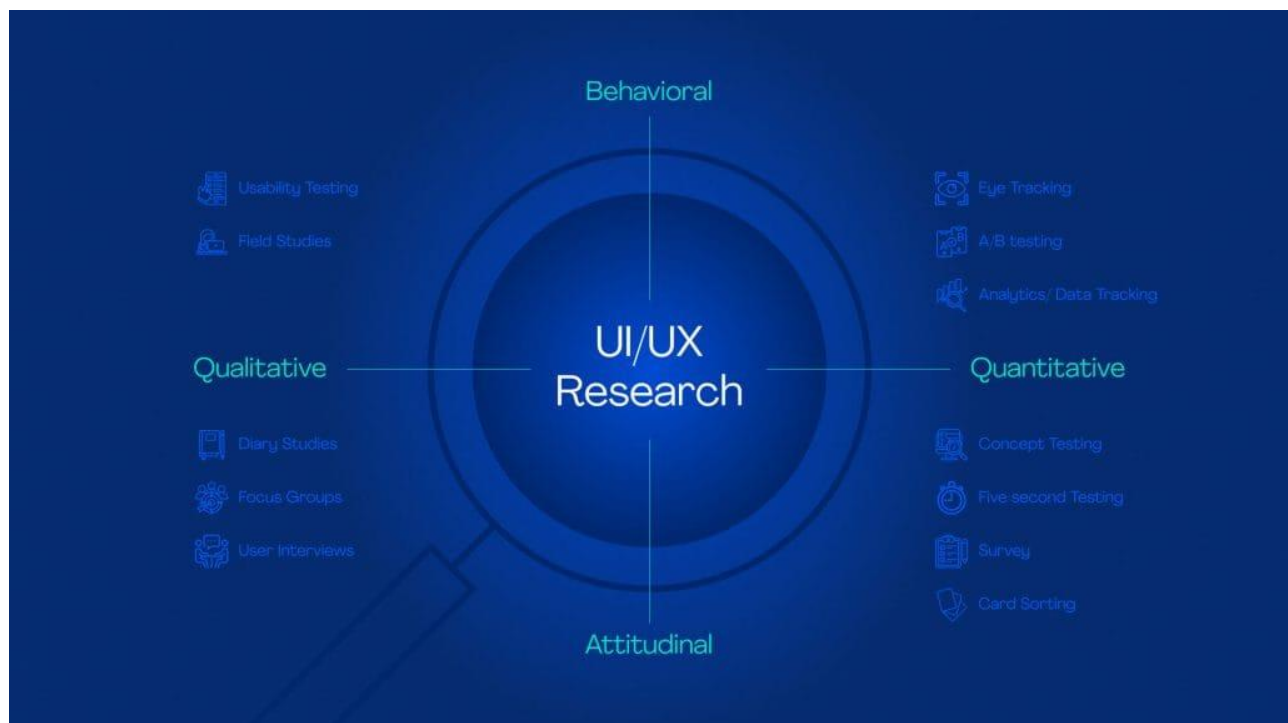 Behavioral
Usability Testing
Field Studies
Eye Tracking
A/B testing
Analytics/ Data Tracking
Qualitative
UI/UX
Research
Quantitative
Diary Studies
Focus Groups
User Interviews
Concept Testing
Five second Testing
Survey
Card Sorting
Attitudinal